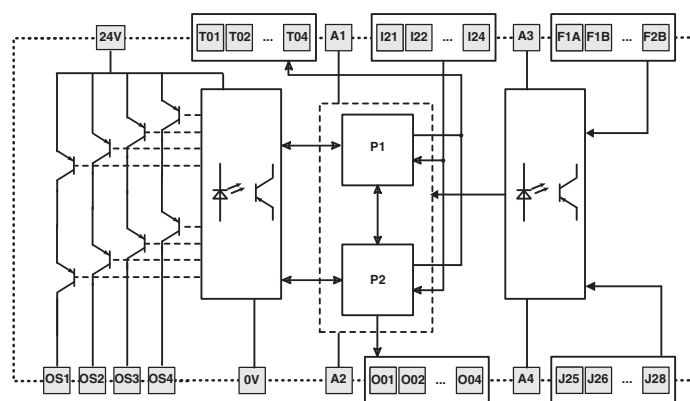 24V T01 T02 ... T04 A1 I21 I22 ... I24 A3 F1A F1B ... F2B
P1
P2
OS1 OS2 OS3 OS4 0V A2 O01 O02 ... O04 A4 J25 J26 ... J28